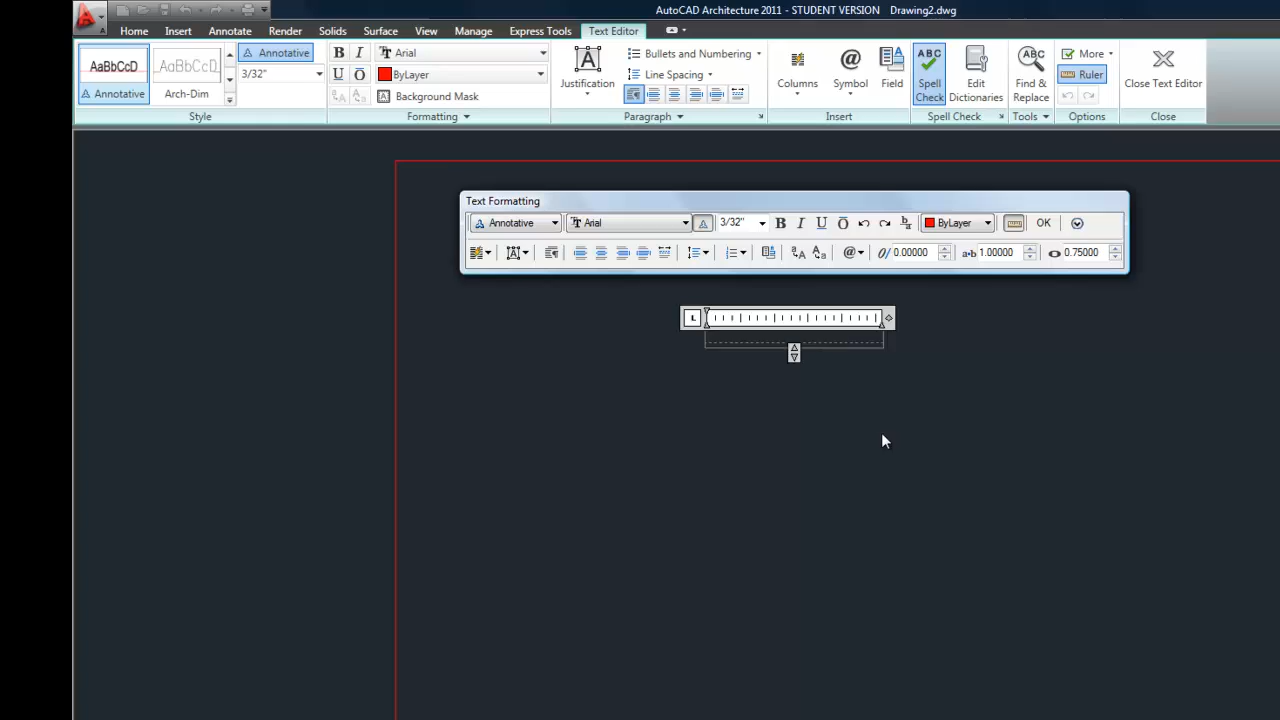 AutoCAD Architecture 2011 - STUDENT VERSION Drawing2.dwg
Home Insert Annotate Render Solids Surface View Manage Express Tools Text Editor
AaBbCcD AaBbCcD Annotative B I Arial Bullets and Numbering More
3/32" U O ByLayer Line Spacing Ruler
Annotative Arch-Dim Background Mask
Justification Columns Symbol Field Spell Check Edit Dictionaries Find & Replace Close Text Editor
Style Formatting Paragraph Insert Spell Check Tools Options Close
Text Formatting
Annotative Arial 3/32" B I U O ByLayer OK
@ 0.00000 a•b 1.00000 0.75000
L